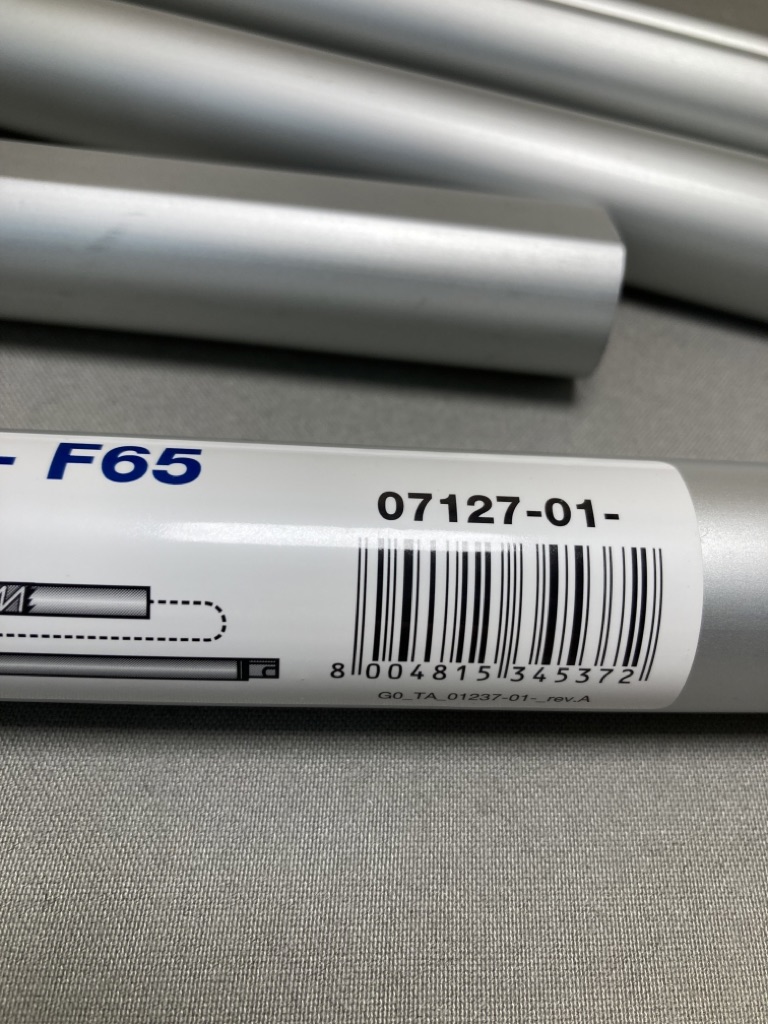 - F65
07127-01-
8 004815 345372
G0_TA_01237-01-_rev.A